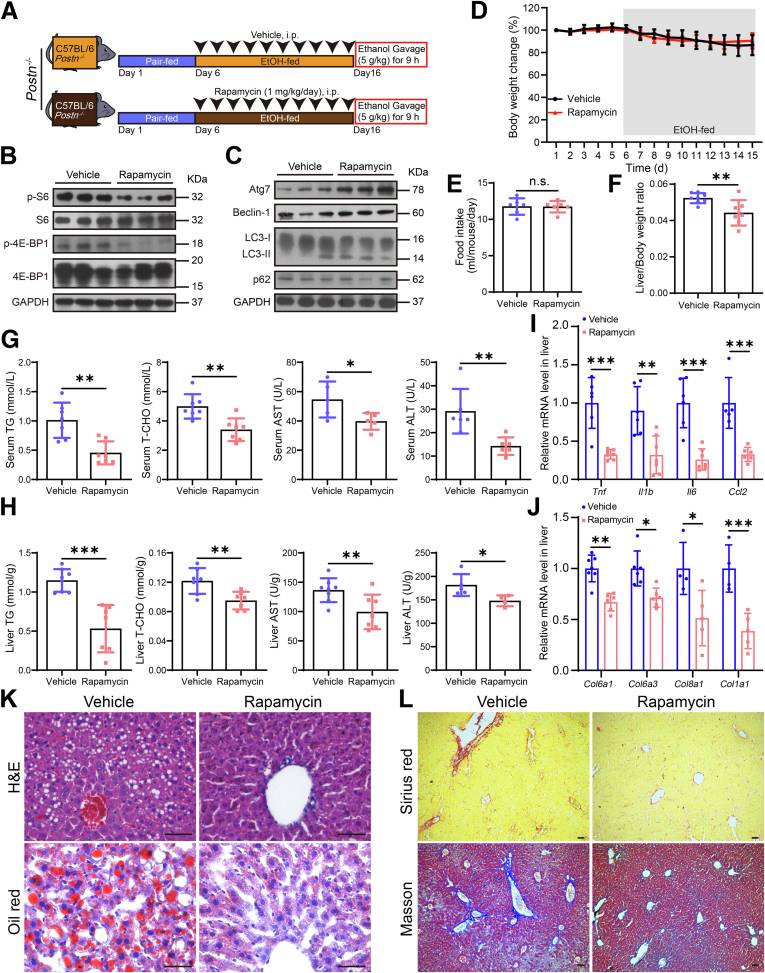 A
Postn-/-
C57BL/6
Postn-/-
Vehicle, i.p.
Pair-fed
EtOH-fed
Ethanol Gavage
(5 g/kg) for 9 h
Day 1
Day 6
Day16
C57BL/6
Postn-/-
Rapamycin (1 mg/kg/day), i.p.
Pair-fed
EtOH-fed
Ethanol Gavage
(5 g/kg) for 9 h
Day 1
Day 6
Day16
B
Vehicle Rapamycin
KDa
p-S6 32
S6 32
p-4E-BP1 18
20
4E-BP1
15
GAPDH 37
C
Vehicle Rapamycin
KDa
Atg7 78
Beclin-1 60
LC3-I 16
LC3-II 14
p62 62
GAPDH 37
D
Body weight change (%)
120
100
80
60
40
20
0
Vehicle
Rapamycin
EtOH-fed
1 2 3 4 5 6 7 8 9 10 11 12 13 14 15
Time (d)
E
Food intake
(ml/mouse/day)
15
10
5
0
n.s.
Vehicle Rapamycin
F
Liver/Body weight ratio
0.06
0.04
0.02
0.00
**
Vehicle Rapamycin
G
Serum TG (mmol/L)
2.0
1.5
1.0
0.5
0.0
**
Vehicle Rapamycin
Serum T-CHO (mmol/L)
10
8
6
4
2
0
**
Vehicle Rapamycin
Serum AST (U/L)
100
80
60
40
20
0
*
Vehicle Rapamycin
Serum ALT (U/L)
50
40
30
20
10
0
**
Vehicle Rapamycin
H
Liver TG (mmol/g)
2.0
1.5
1.0
0.5
0.0
***
Vehicle Rapamycin
Liver T-CHO (mmol/g)
0.16
0.12
0.08
0.04
0.00
**
Vehicle Rapamycin
Liver AST (U/g)
250
200
150
100
50
0
**
Vehicle Rapamycin
Liver ALT (U/g)
300
200
100
0
*
Vehicle Rapamycin
I
Vehicle
Rapamycin
Relative mRNA level in liver
2.0
1.5
1.0
0.5
0.0
*** ** *** ***
Tnf Il1b Il6 Ccl2
J
Vehicle
Rapamycin
Relative mRNA level in liver
1.5
1.0
0.5
0.0
** * * ***
Col6a1 Col6a3 Col8a1 Col1a1
K
Vehicle Rapamycin
H&E
Oil red
L
Vehicle Rapamycin
Sirius red
Masson